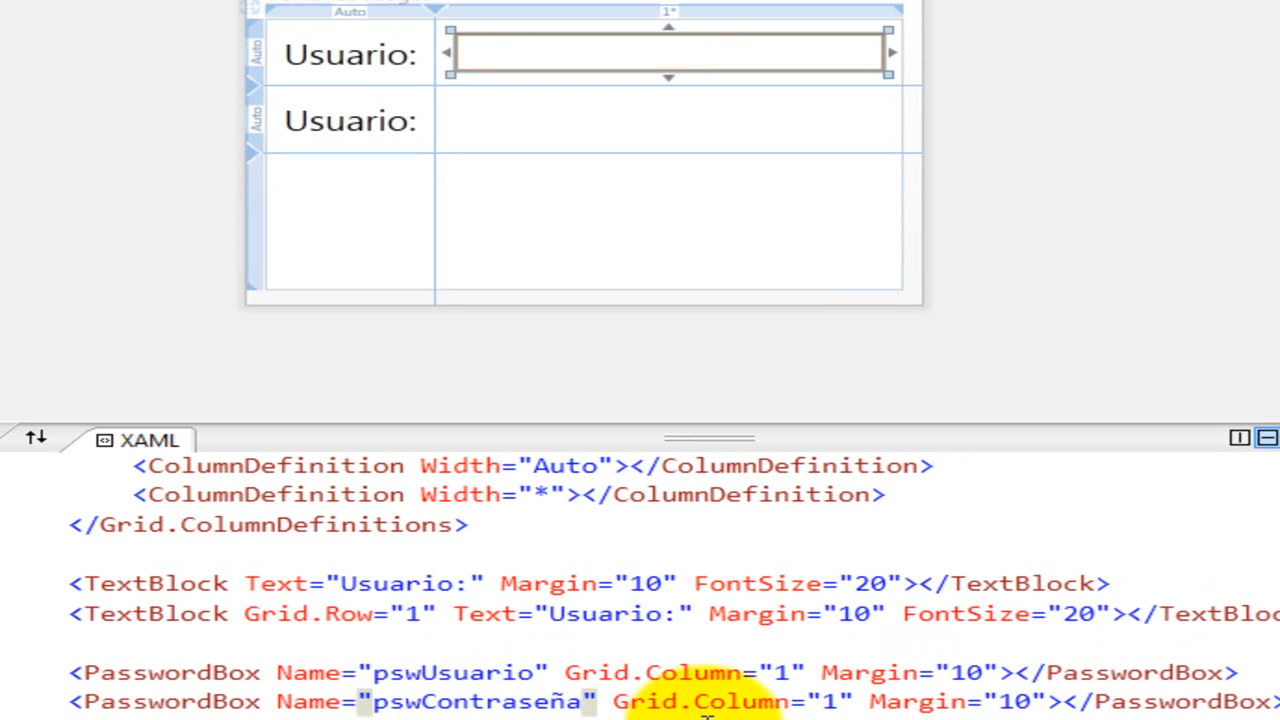 Auto 1*
Auto
Usuario:
Auto
Usuario:
XAML
<ColumnDefinition Width="Auto"></ColumnDefinition>
<ColumnDefinition Width="*"></ColumnDefinition>
</Grid.ColumnDefinitions>
<TextBlock Text="Usuario:" Margin="10" FontSize="20"></TextBlock>
<TextBlock Grid.Row="1" Text="Usuario:" Margin="10" FontSize="20"></TextBloc
<PasswordBox Name="pswUsuario" Grid.Column="1" Margin="10"></PasswordBox>
<PasswordBox Name="pswContraseña" Grid.Column="1" Margin="10"></PasswordBox>